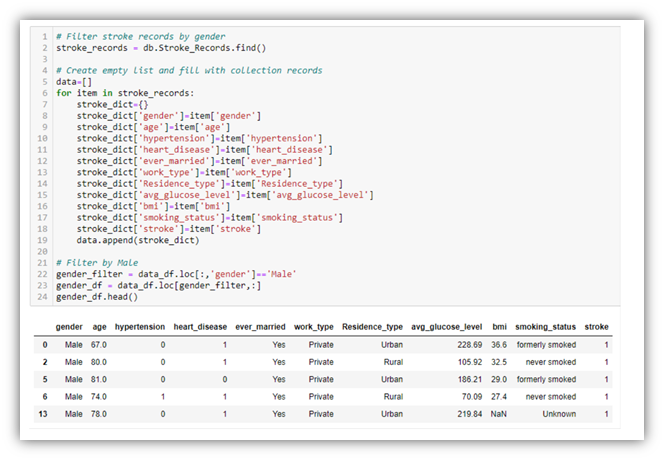 1 # Filter stroke records by gender
2 stroke_records = db.Stroke_Records.find()
3
4 # Create empty list and fill with collection records
5 data=[]
6 for item in stroke_records:
7     stroke_dict={}
8     stroke_dict['gender']=item['gender']
9     stroke_dict['age']=item['age']
10     stroke_dict['hypertension']=item['hypertension']
11     stroke_dict['heart_disease']=item['heart_disease']
12     stroke_dict['ever_married']=item['ever_married']
13     stroke_dict['work_type']=item['work_type']
14     stroke_dict['Residence_type']=item['Residence_type']
15     stroke_dict['avg_glucose_level']=item['avg_glucose_level']
16     stroke_dict['bmi']=item['bmi']
17     stroke_dict['smoking_status']=item['smoking_status']
18     stroke_dict['stroke']=item['stroke']
19     data.append(stroke_dict)
20
21 # Filter by Male
22 gender_filter = data_df.loc[:,'gender']=='Male'
23 gender_df = data_df.loc[gender_filter,:]
24 gender_df.head()
gender age hypertension heart_disease ever_married work_type Residence_type avg_glucose_level bmi smoking_status stroke
0 Male 67.0 0 1 Yes Private Urban 228.69 36.6 formerly smoked 1
2 Male 80.0 0 1 Yes Private Rural 105.92 32.5 never smoked 1
5 Male 81.0 0 0 Yes Private Urban 186.21 29.0 formerly smoked 1
6 Male 74.0 1 1 Yes Private Rural 70.09 27.4 never smoked 1
13 Male 78.0 0 1 Yes Private Urban 219.84 NaN Unknown 1